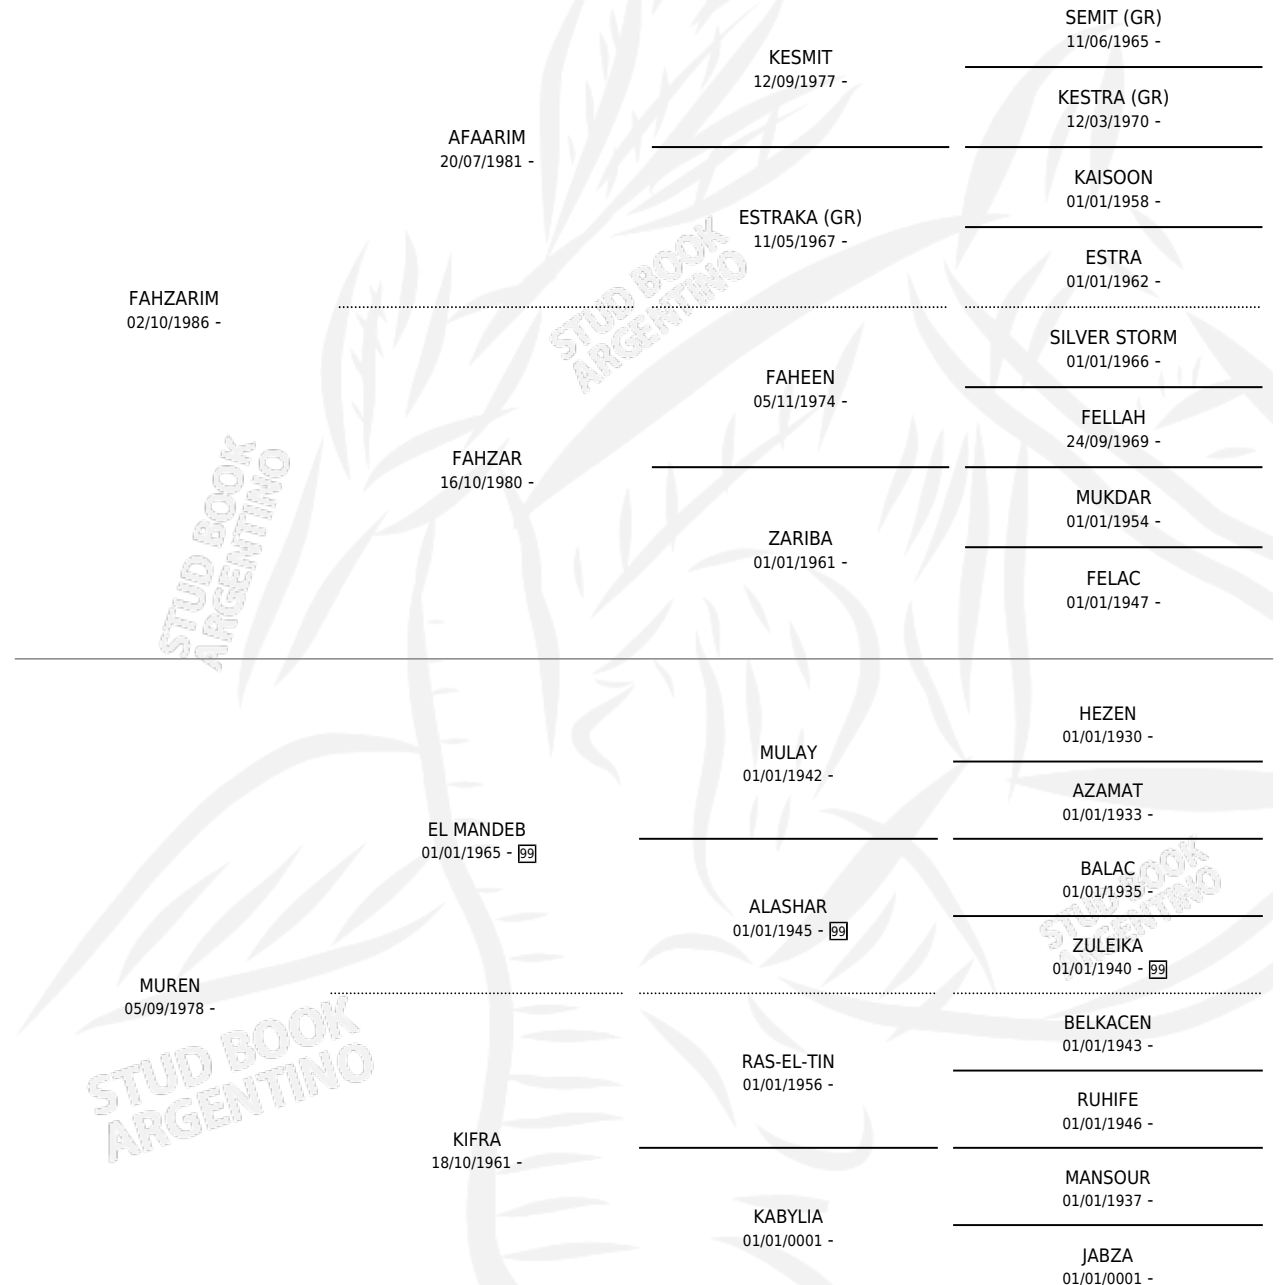 SEMIT (GR)
11/06/1965 -
KESMIT
12/09/1977 -
KESTRA (GR)
12/03/1970 -
AFAARIM
20/07/1981 -
KAISOON
01/01/1958 -
ESTRAKA (GR)
11/05/1967 -
ESTRA
01/01/1962 -
FAHZARIM
02/10/1986 -
STUD BOOK
ARGENTINO
SILVER STORM
01/01/1966 -
FAHEEN
05/11/1974 -
FELLAH
24/09/1969 -
FAHZAR
16/10/1980 -
MUKDAR
01/01/1954 -
ZARIBA
01/01/1961 -
FELAC
01/01/1947 -
STUD BOOK
ARGENTINO
HEZEN
01/01/1930 -
MULAY
01/01/1942 -
AZAMAT
01/01/1933 -
EL MANDEB
01/01/1965 - 99
BALAC
01/01/1935 -
ALASHAR
01/01/1945 - 99
STUD BOOK
ARGENTINO
ZULEIKA
01/01/1940 - 99
MUREN
05/09/1978 -
BELKACEN
01/01/1943 -
RAS-EL-TIN
01/01/1956 -
STUD BOOK
ARGENTINO
RUHIFE
01/01/1946 -
KIFRA
18/10/1961 -
MANSOUR
01/01/1937 -
KABYLIA
01/01/0001 -
JABZA
01/01/0001 -